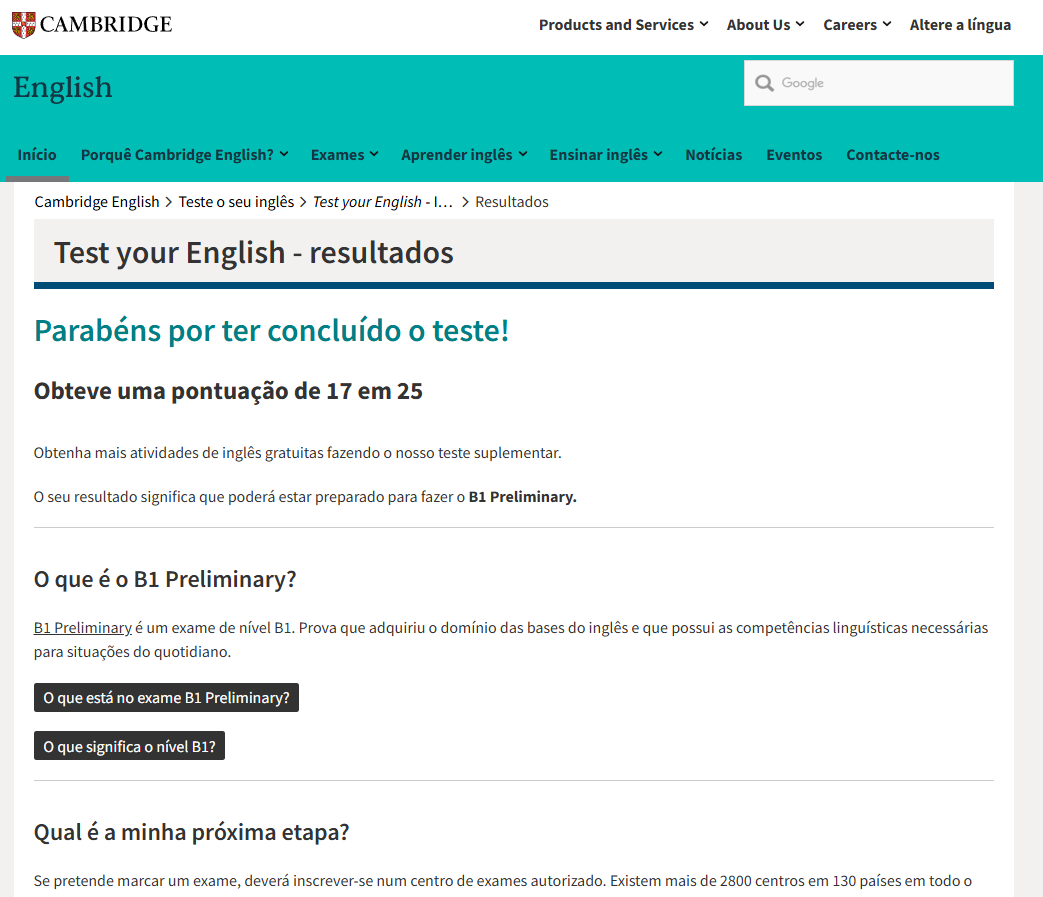 CAMBRIDGE
Products and Services About Us Careers Altere a língua
English
Google
Início Porquê Cambridge English? Exames Aprender inglês Ensinar inglês Notícias Eventos Contacte-nos
Cambridge English > Teste o seu inglês > Test your English - I… > Resultados
Test your English - resultados
Parabéns por ter concluído o teste!
Obteve uma pontuação de 17 em 25
Obtenha mais atividades de inglês gratuitas fazendo o nosso teste suplementar.
O seu resultado significa que poderá estar preparado para fazer o B1 Preliminary.
O que é o B1 Preliminary?
B1 Preliminary é um exame de nível B1. Prova que adquiriu o domínio das bases do inglês e que possui as competências linguísticas necessárias
para situações do quotidiano.
O que está no exame B1 Preliminary?
O que significa o nível B1?
Qual é a minha próxima etapa?
Se pretende marcar um exame, deverá inscrever-se num centro de exames autorizado. Existem mais de 2800 centros em 130 países em todo o